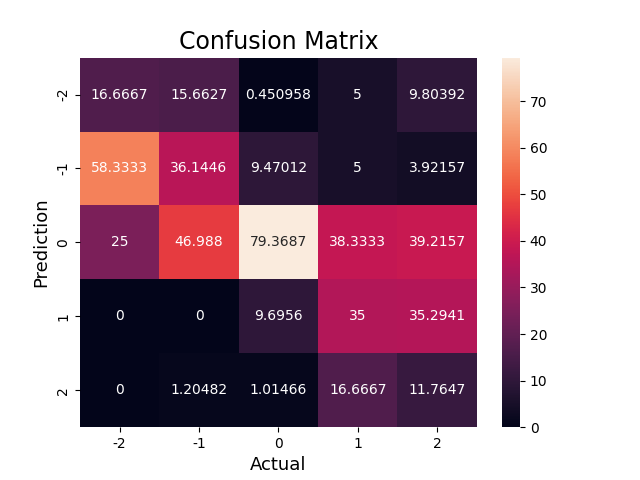 Confusion Matrix
-2 16.6667 15.6627 0.450958 5 9.80392
-1 58.3333 36.1446 9.47012 5 3.92157
0 25 46.988 79.3687 38.3333 39.2157
1 0 0 9.6956 35 35.2941
2 0 1.20482 1.01466 16.6667 11.7647
-2 -1 0 1 2
Actual
Prediction
70
60
50
40
30
20
10
0